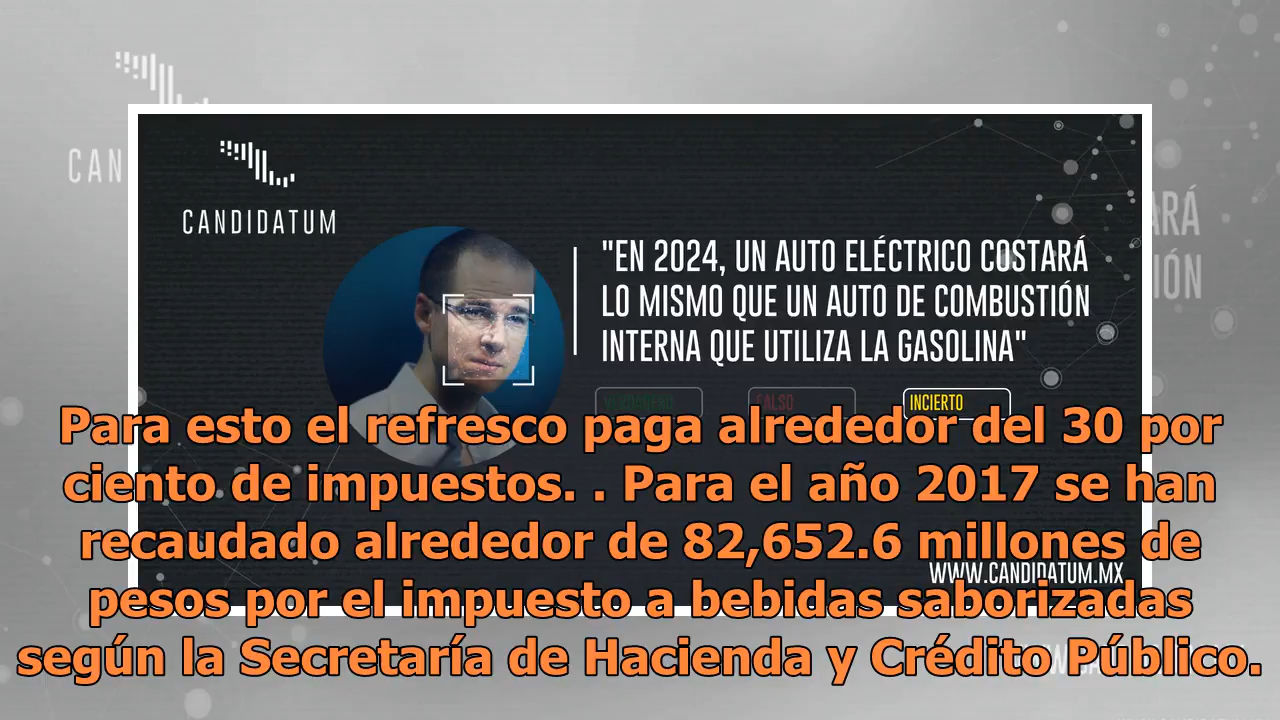 CAN
CANDIDATUM
"EN 2024, UN AUTO ELÉCTRICO COSTARÁ
LO MISMO QUE UN AUTO DE COMBUSTIÓN
INTERNA QUE UTILIZA LA GASOLINA"
ARÁ
IÓN
FALSO
INCIERTO
Para esto el refresco paga alrededor del 30 por
ciento de impuestos. . Para el año 2017 se han
recaudado alrededor de 82,652.6 millones de
WWW.CANDIDATUM.MX
pesos por el impuesto a bebidas saborizadas
según la Secretaría de Hacienda y Crédito Público.